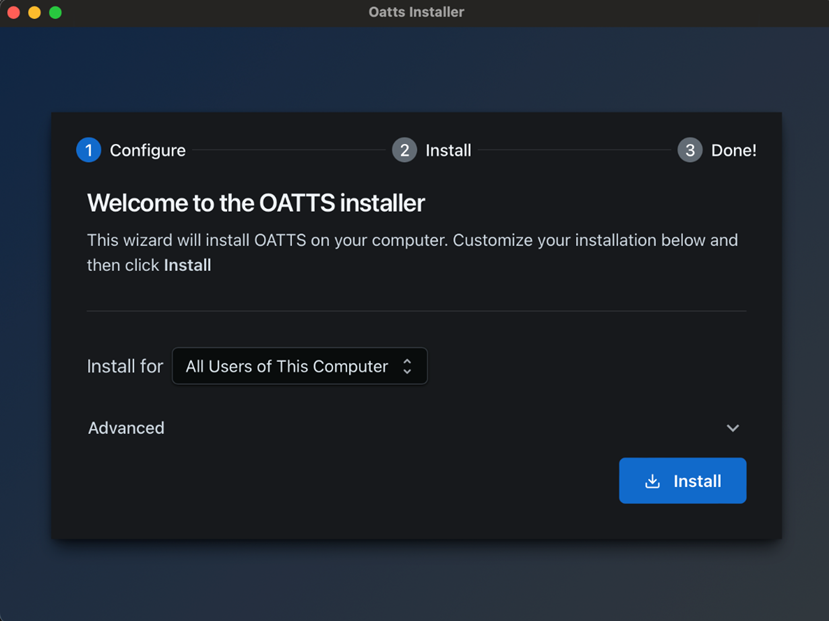 Oatts Installer
1 Configure 2 Install 3 Done!
Welcome to the OATTS installer
This wizard will install OATTS on your computer. Customize your installation below and
then click Install
Install for All Users of This Computer
Advanced
Install